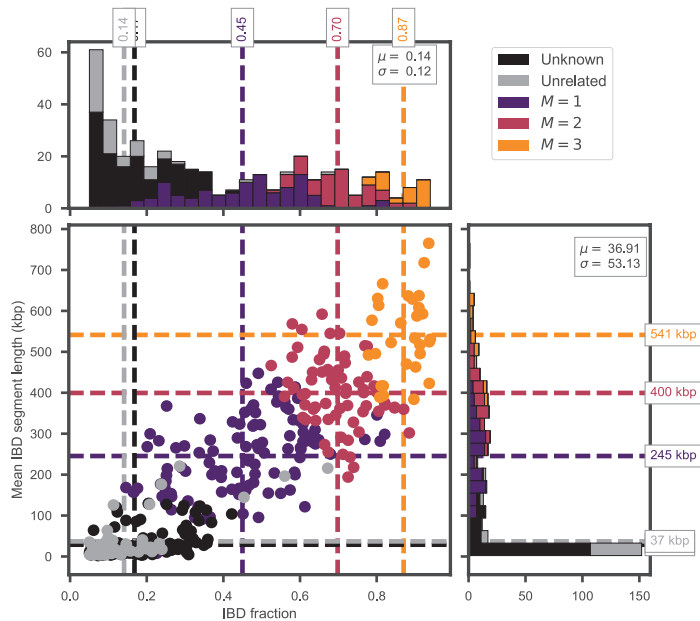 0.14
0.45
0.70
0.87
60
40
20
0
μ = 0.14
σ = 0.12
Unknown
Unrelated
M = 1
M = 2
M = 3
Mean IBD segment length (kbp)
800
700
600
500
400
300
200
100
0
0.0
0.2
0.4
0.6
0.8
IBD fraction
μ = 36.91
σ = 53.13
541 kbp
400 kbp
245 kbp
37 kbp
0
50
100
150